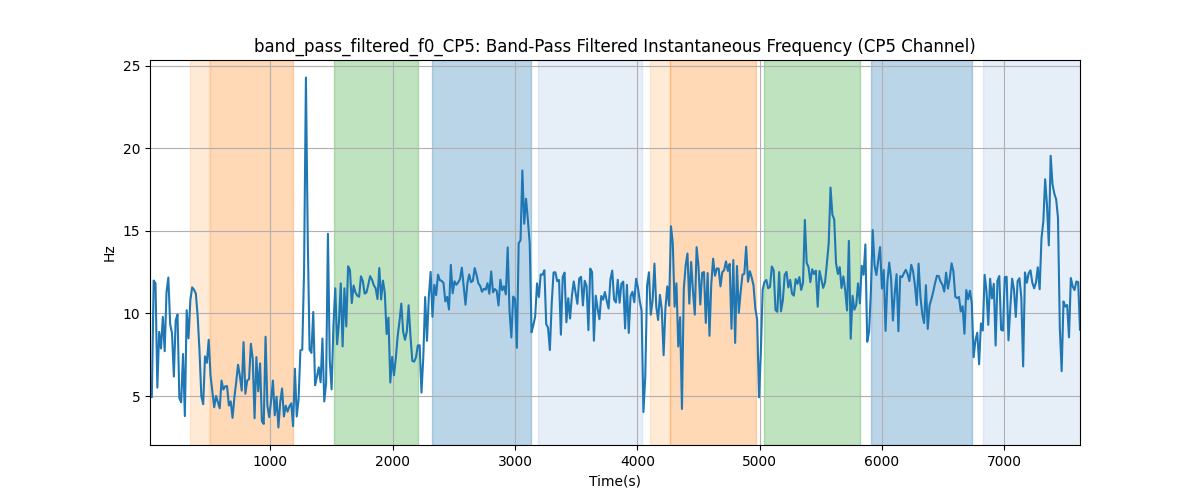 band_pass_filtered_f0_CP5: Band-Pass Filtered Instantaneous Frequency (CP5 Channel)
25
20
15
10
5
Hz
1000 2000 3000 4000 5000 6000 7000
Time(s)